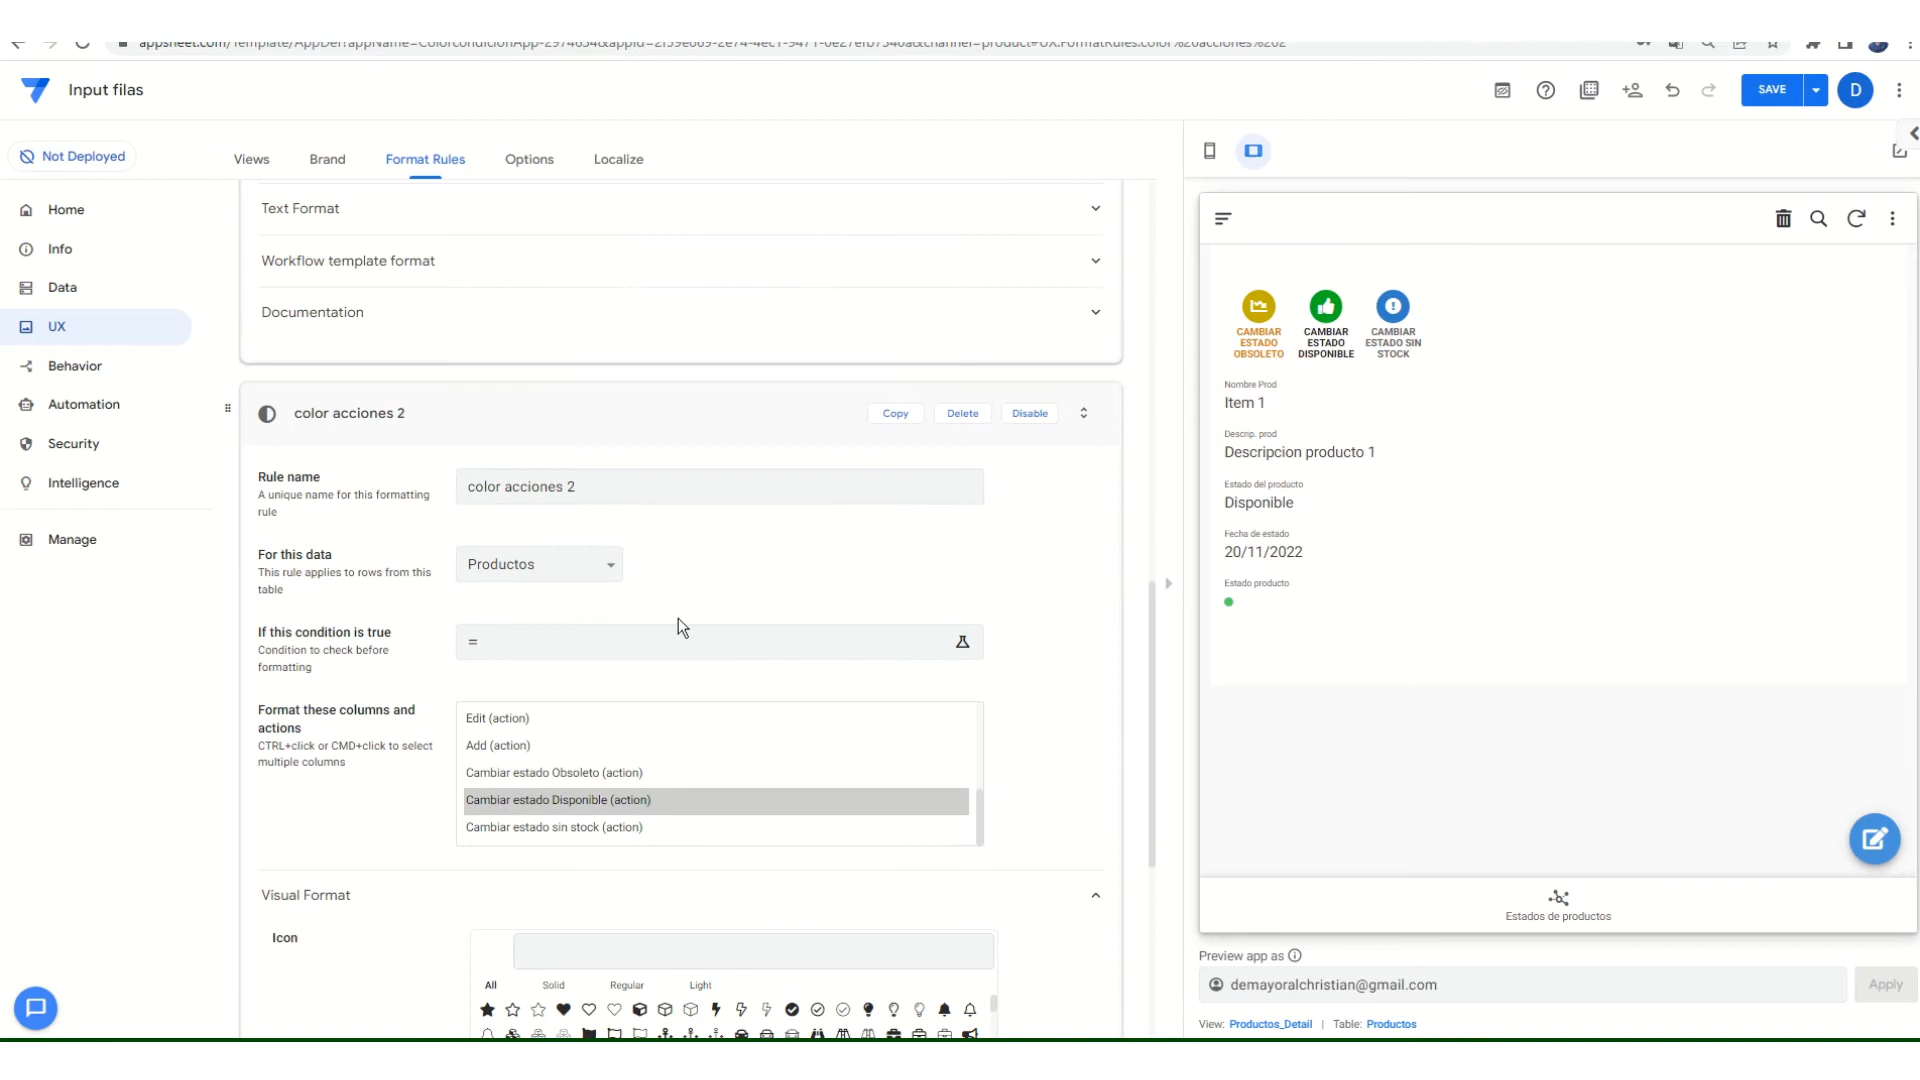 Input filas
SAVE
D
Not Deployed
Views
Brand
Format Rules
Options
Localize
Home
Info
Data
UX
Behavior
Automation
Security
Intelligence
Manage
Text Format
Workflow template format
Documentation
color acciones 2
Copy
Delete
Disable
Rule name
A unique name for this formatting
rule
color acciones 2
For this data
This rule applies to rows from this
table
Productos
If this condition is true
Condition to check before
formatting
=
Format these columns and
actions
CTRL+click or CMD+click to select
multiple columns
Edit (action)
Add (action)
Cambiar estado Obsoleto (action)
Cambiar estado Disponible (action)
Cambiar estado sin stock (action)
Visual Format
Icon
All
Solid
Regular
Light
CAMBIAR
ESTADO
OBSOLETO
CAMBIAR
ESTADO
DISPONIBLE
CAMBIAR
ESTADO SIN
STOCK
Nombre Prod
Item 1
Descrip. prod
Descripcion producto 1
Estado del producto
Disponible
Fecha de estado
20/11/2022
Estado producto
Estados de productos
Preview app as
demayoralchristian@gmail.com
Apply
View: Productos_Detail | Table: Productos